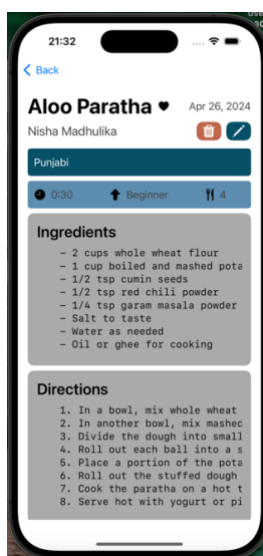 21:32
Back
Aloo Paratha
Apr 26, 2024
Nisha Madhulika
Punjabi
0:30 Beginner 4
Ingredients
- 2 cups whole wheat flour
- 1 cup boiled and mashed pota
- 1/2 tsp cumin seeds
- 1/2 tsp red chili powder
- 1/4 tsp garam masala powder
- Salt to taste
- Water as needed
- Oil or ghee for cooking
Directions
1. In a bowl, mix whole wheat
2. In another bowl, mix mashed
3. Divide the dough into small
4. Roll out each ball into a s
5. Place a portion of the pota
6. Roll out the stuffed dough
7. Cook the paratha on a hot t
8. Serve hot with yogurt or pi